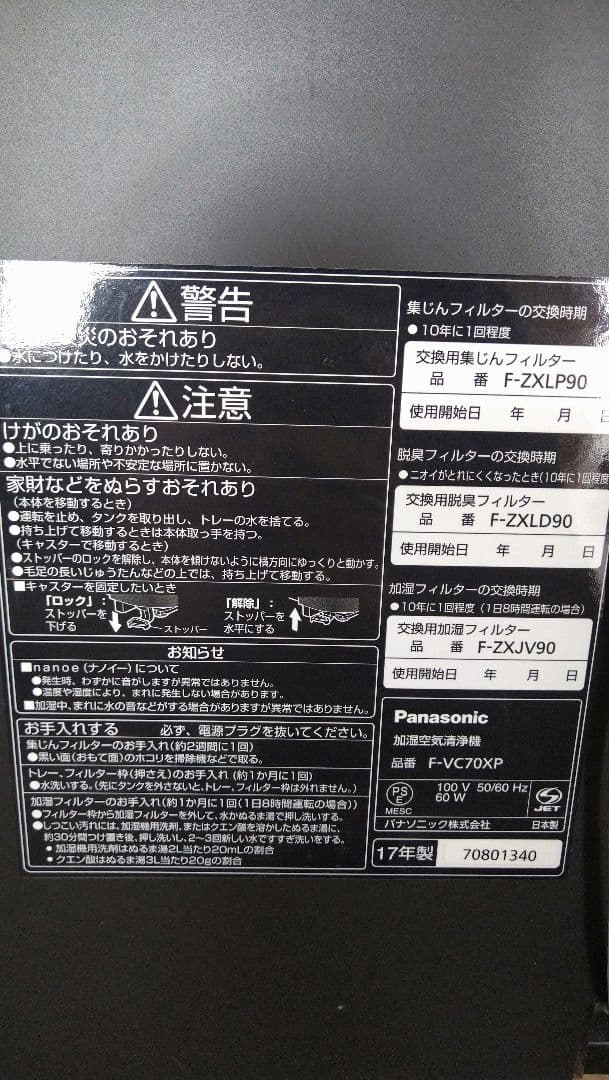 警告
災のおそれあり
●水につけたり、水をかけたりしない。
注意
けがのおそれあり
●上に乗ったり、寄りかかったりしない。
●水平でない場所や不安定な場所に置かない。
家財などをぬらすおそれあり
(本体を移動するとき)
●運転を止め、タンクを取り出し、トレーの水を捨てる。
●持ち上げて移動するときは本体取っ手を持つ。
(キャスターで移動するとき)
●ストッパーのロックを解除し、本体を傾けないように横方向にゆっくりと動かす。
●毛足の長いじゅうたんなどの上では、持ち上げて移動する。
■キャスターを固定したいとき
「ロック」:
ストッパーを
下げる
ストッパー
「解除」:
ストッパーを
水平にする
お知らせ
■nanoe(ナノイー)について
●発生時、わずかに音がしますが異常ではありません。
●温度や湿度により、まれに発生しない場合があります。
■加湿中、まれに水の音などがする場合がありますが異常ではありません。
お手入れする 必ず、電源プラグを抜いてください。
集じんフィルターのお手入れ(約2週間に1回)
●黒い面(おもて面)のホコリを掃除機などで取る。
トレー、フィルター枠(押さえ)のお手入れ(約1か月に1回)
●水洗いする。(先にタンクを外さないと、トレー、フィルター枠は外れません。)
加湿フィルターのお手入れ(約1か月に1回(1日8時間運転の場合))
●フィルター枠から加湿フィルターを外して、水かぬるま湯で押し洗いする。
●しつこい汚れには、加湿機用洗剤、またはクエン酸を溶かしたぬるま湯に、
約30分間つけ置き後、押し洗いし、2~3回新しい水ですすぎ洗いをする。
●加湿機用洗剤はぬるま湯2L当たり20mLの割合
●クエン酸はぬるま湯3L当たり20gの割合
集じんフィルターの交換時期
●10年に1回程度
交換用集じんフィルター
品 番 F-ZXLP90
使用開始日 年 月 日
脱臭フィルターの交換時期
●ニオイがとれにくくなったとき(10年に1回程度
交換用脱臭フィルター
品 番 F-ZXLD90
使用開始日 年 月 日
加湿フィルターの交換時期
●10年に1回程度(1日8時間運転の場合)
交換用加湿フィルター
品 番 F-ZXJV90
使用開始日 年 月 日
Panasonic
加湿空気清浄機
品番 F-VC70XP
PS
E
MESC
100 V 50/60 Hz
60 W
JET
パナソニック株式会社 日本製
17年製 70801340